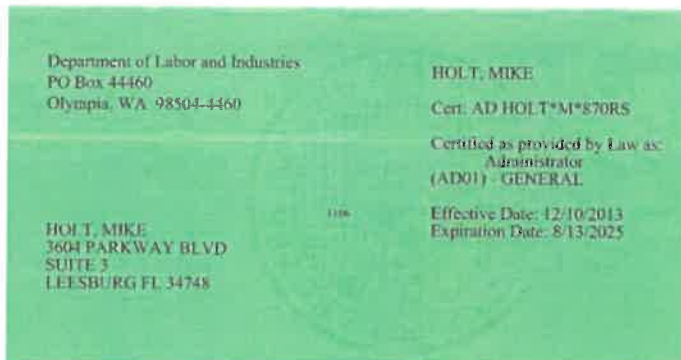 Department of Labor and Industries
PO Box 44460
Olympia, WA 98504-4460
HOLT, MIKE
3604 PARKWAY BLVD
SUITE 3
LEESBURG FL 34748
HOLT, MIKE
Cert: AD HOLT*M*870RS
Certified as provided by Law as:
Administrator
(AD01) - GENERAL
Effective Date: 12/10/2013
Expiration Date: 8/13/2025